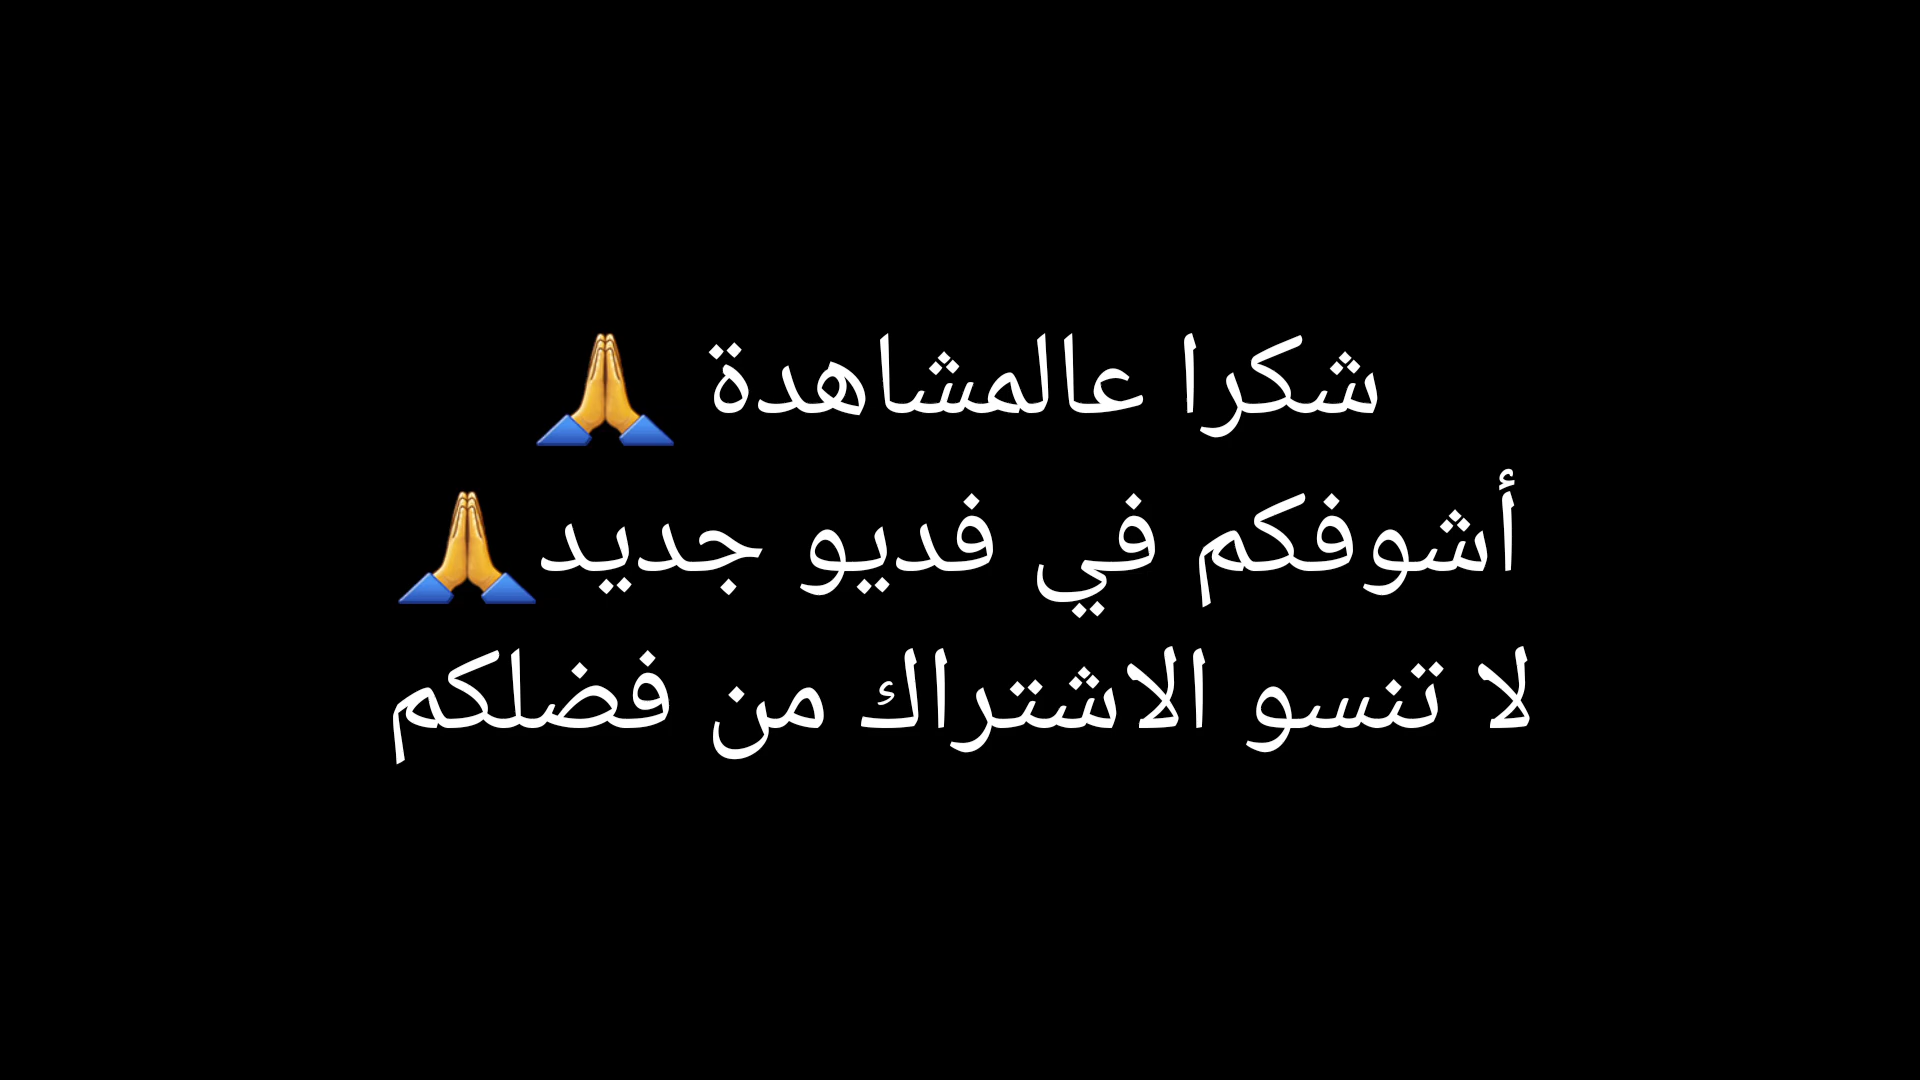 شكرا عالمشاهدة 🙏
أشوفكم في فديو جديد🙏
لا تنسو الاشتراك من فضلكم